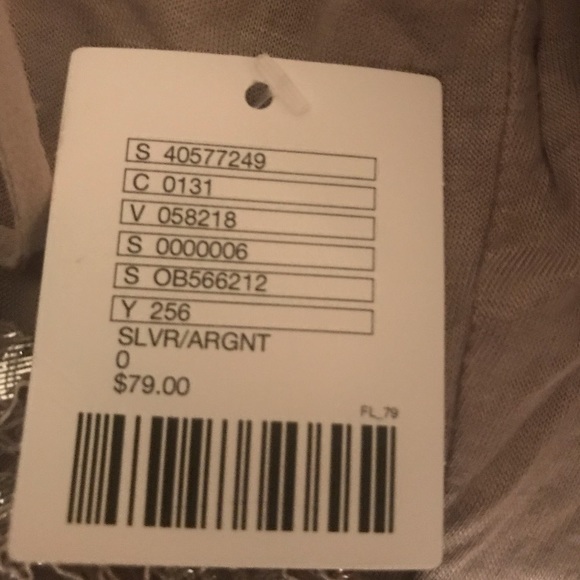 S 40577249
C 0131
V 058218
S 0000006
S OB566212
Y 256
SLVR/ARGNT
0
$79.00
FL_79